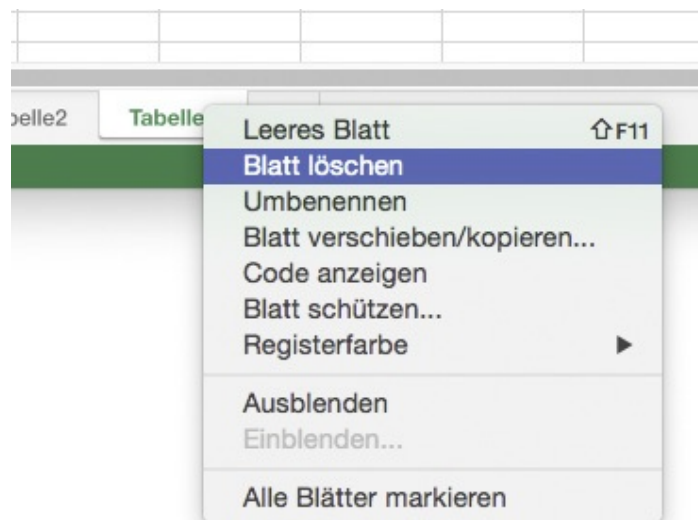 belle2 Tabelle
Leeres Blatt ⇧F11
Blatt löschen
Umbenennen
Blatt verschieben/kopieren...
Code anzeigen
Blatt schützen...
Registerfarbe ▶
Ausblenden
Einblenden...
Alle Blätter markieren